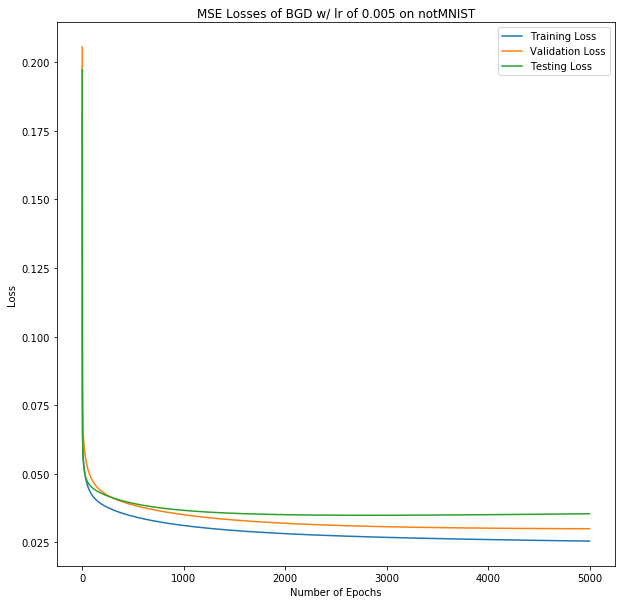 MSE Losses of BGD w/ lr of 0.005 on notMNIST
Training Loss
Validation Loss
Testing Loss
0.200
0.175
0.150
0.125
0.100
0.075
0.050
0.025
Loss
0 1000 2000 3000 4000 5000
Number of Epochs